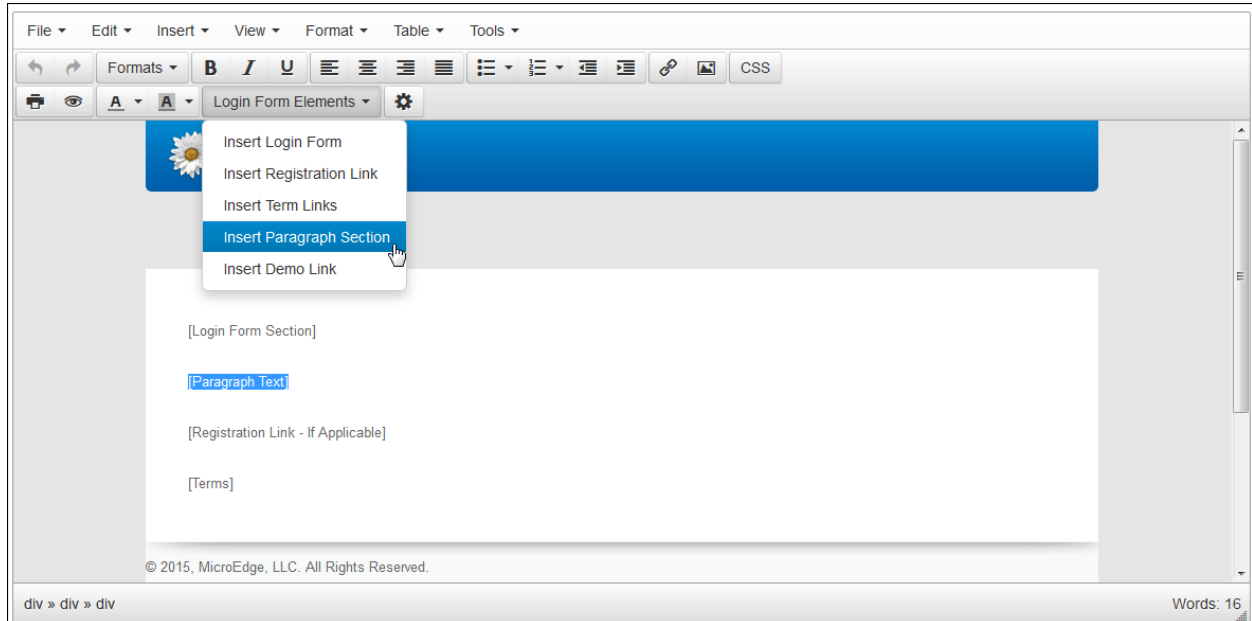 File Edit Insert View Format Table Tools
Formats B I U CSS
A A Login Form Elements
Insert Login Form
Insert Registration Link
Insert Term Links
Insert Paragraph Section
Insert Demo Link
[Login Form Section]
[Paragraph Text]
[Registration Link - If Applicable]
[Terms]
© 2015, MicroEdge, LLC. All Rights Reserved.
div » div » div Words: 16